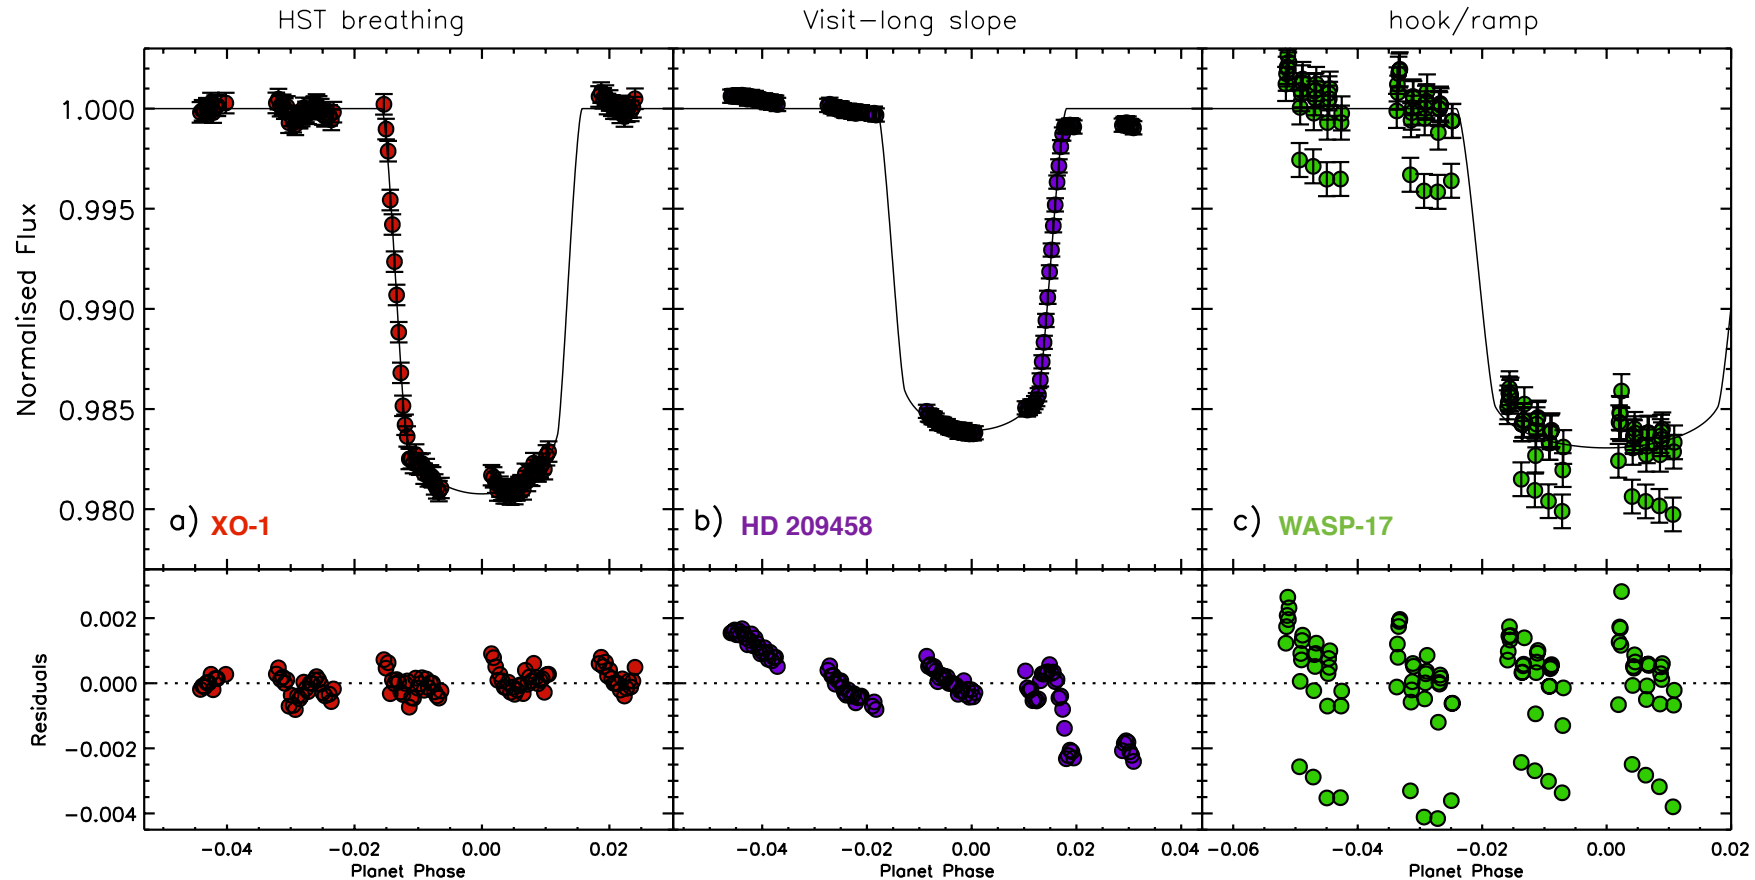 HST breathing
Visit-long slope
hook/ramp
Normalised Flux
1.000
0.995
0.990
0.985
0.980
a) XO-1
b) HD 209458
c) WASP-17
Residuals
0.002
0.000
-0.002
-0.004
-0.04 -0.02 0.00 0.02
-0.04 -0.02 0.00 0.02 0.04
-0.06 -0.04 -0.02 0.00 0.02
Planet Phase
Planet Phase
Planet Phase